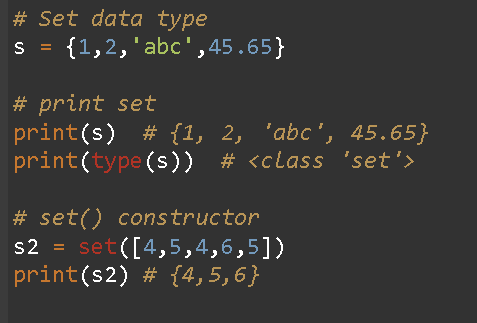 # Set data type
s = {1,2,'abc',45.65}
# print set
print(s)  # {1, 2, 'abc', 45.65}
print(type(s))  # <class 'set'>
# set() constructor
s2 = set([4,5,4,6,5])
print(s2) # {4,5,6}